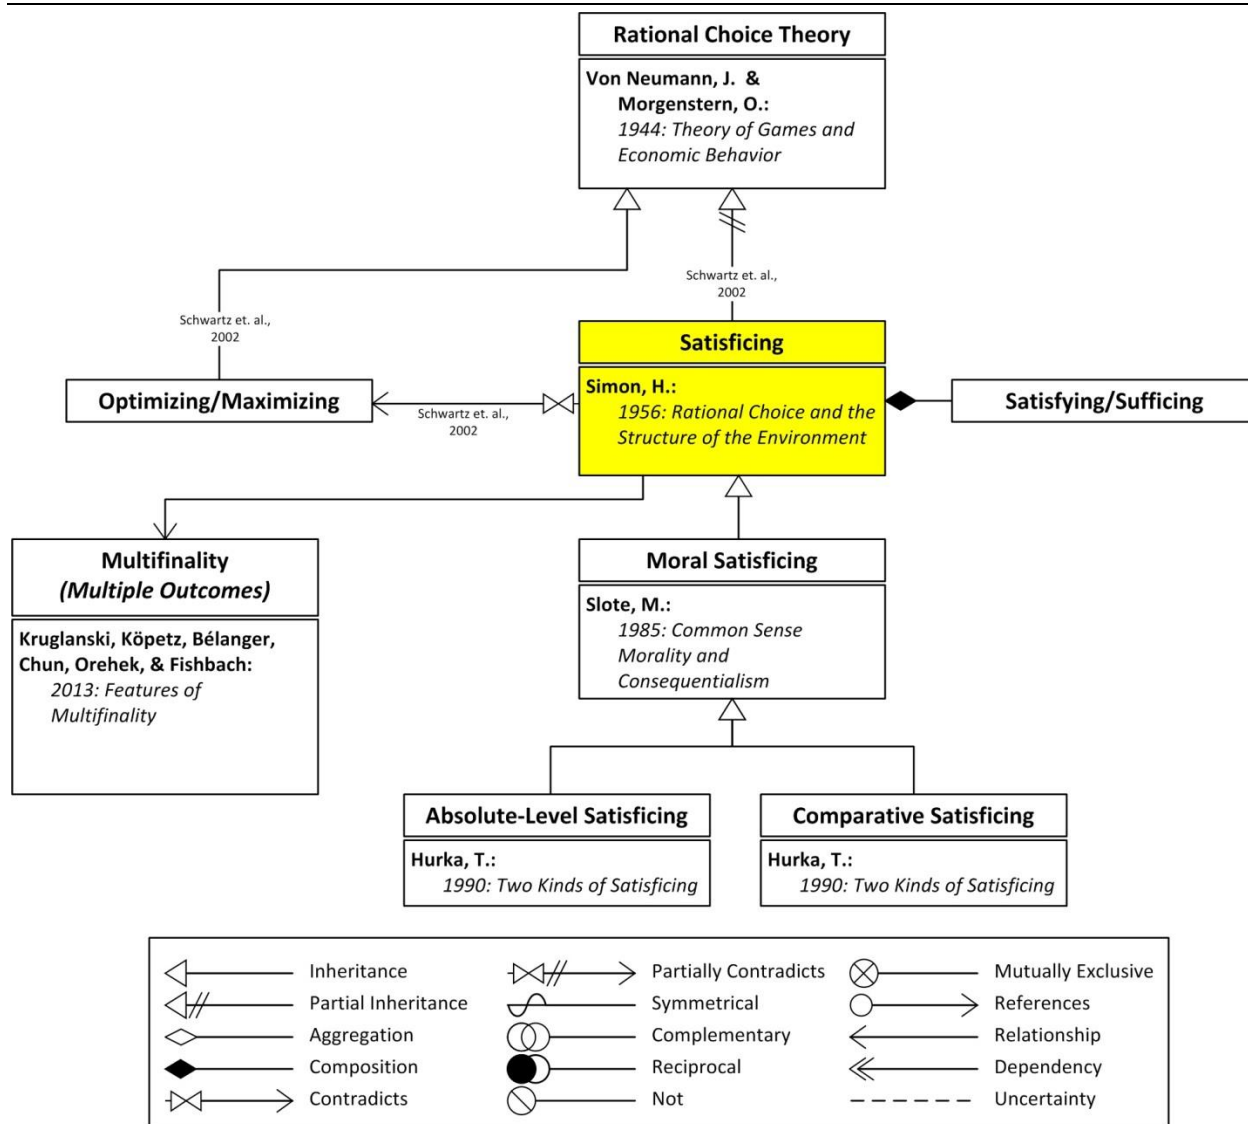 Rational Choice Theory
Von Neumann, J. &
Morgenstern, O.:
1944: Theory of Games and
Economic Behavior
Schwartz et. al.,
2002
Schwartz et. al.,
2002
Satisficing
Simon, H.:
1956: Rational Choice and the
Structure of the Environment
Optimizing/Maximizing
Schwartz et. al.,
2002
Satisfying/Sufficing
Multifinality
(Multiple Outcomes)
Kruglanski, Köpetz, Bélanger,
Chun, Orehek, & Fishbach:
2013: Features of
Multifinality
Moral Satisficing
Slote, M.:
1985: Common Sense
Morality and
Consequentialism
Absolute-Level Satisficing
Hurka, T.:
1990: Two Kinds of Satisficing
Comparative Satisficing
Hurka, T.:
1990: Two Kinds of Satisficing
Inheritance
Partial Inheritance
Aggregation
Composition
Contradicts
Partially Contradicts
Symmetrical
Complementary
Reciprocal
Not
Mutually Exclusive
References
Relationship
Dependency
Uncertainty